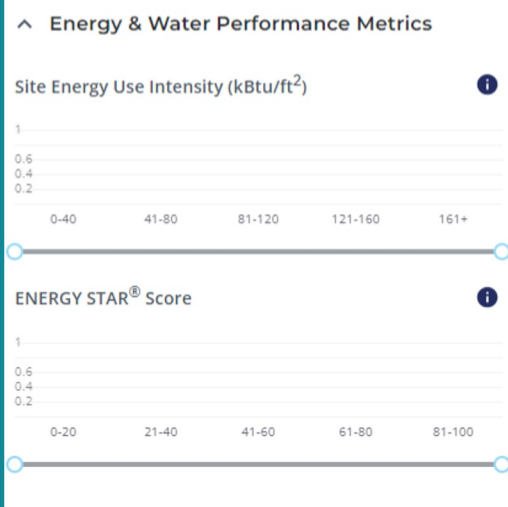 Energy & Water Performance Metrics
Site Energy Use Intensity (kBtu/ft²)
i
1
0.6
0.4
0.2
0-40 41-80 81-120 121-160 161+
ENERGY STAR® Score
i
1
0.6
0.4
0.2
0-20 21-40 41-60 61-80 81-100